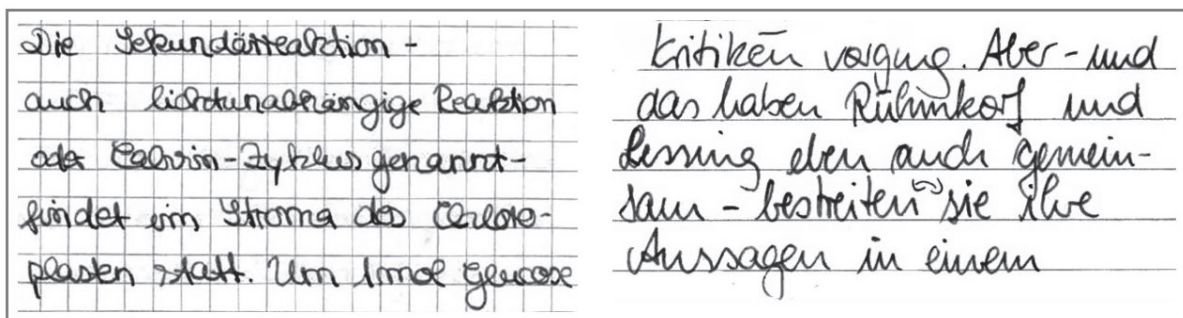 Die Sekundärreaktion -
auch lichtunabhängige Reaktion
oder Calvin-Zyklus genannt -
findet im Stroma des Chloro-
plasten statt. Um 1mol Glucose
Kritiken vorging. Aber - und
das haben Rühmkorf und
Lessing eben auch gemein-
sam - bestreiten sie ihre
Aussagen in einem